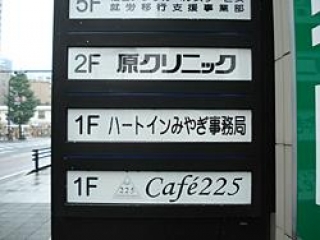 5F
就労移行支援事業部
2F 原クリニック
1F ハートインみやぎ事務局
1F 225 Café225